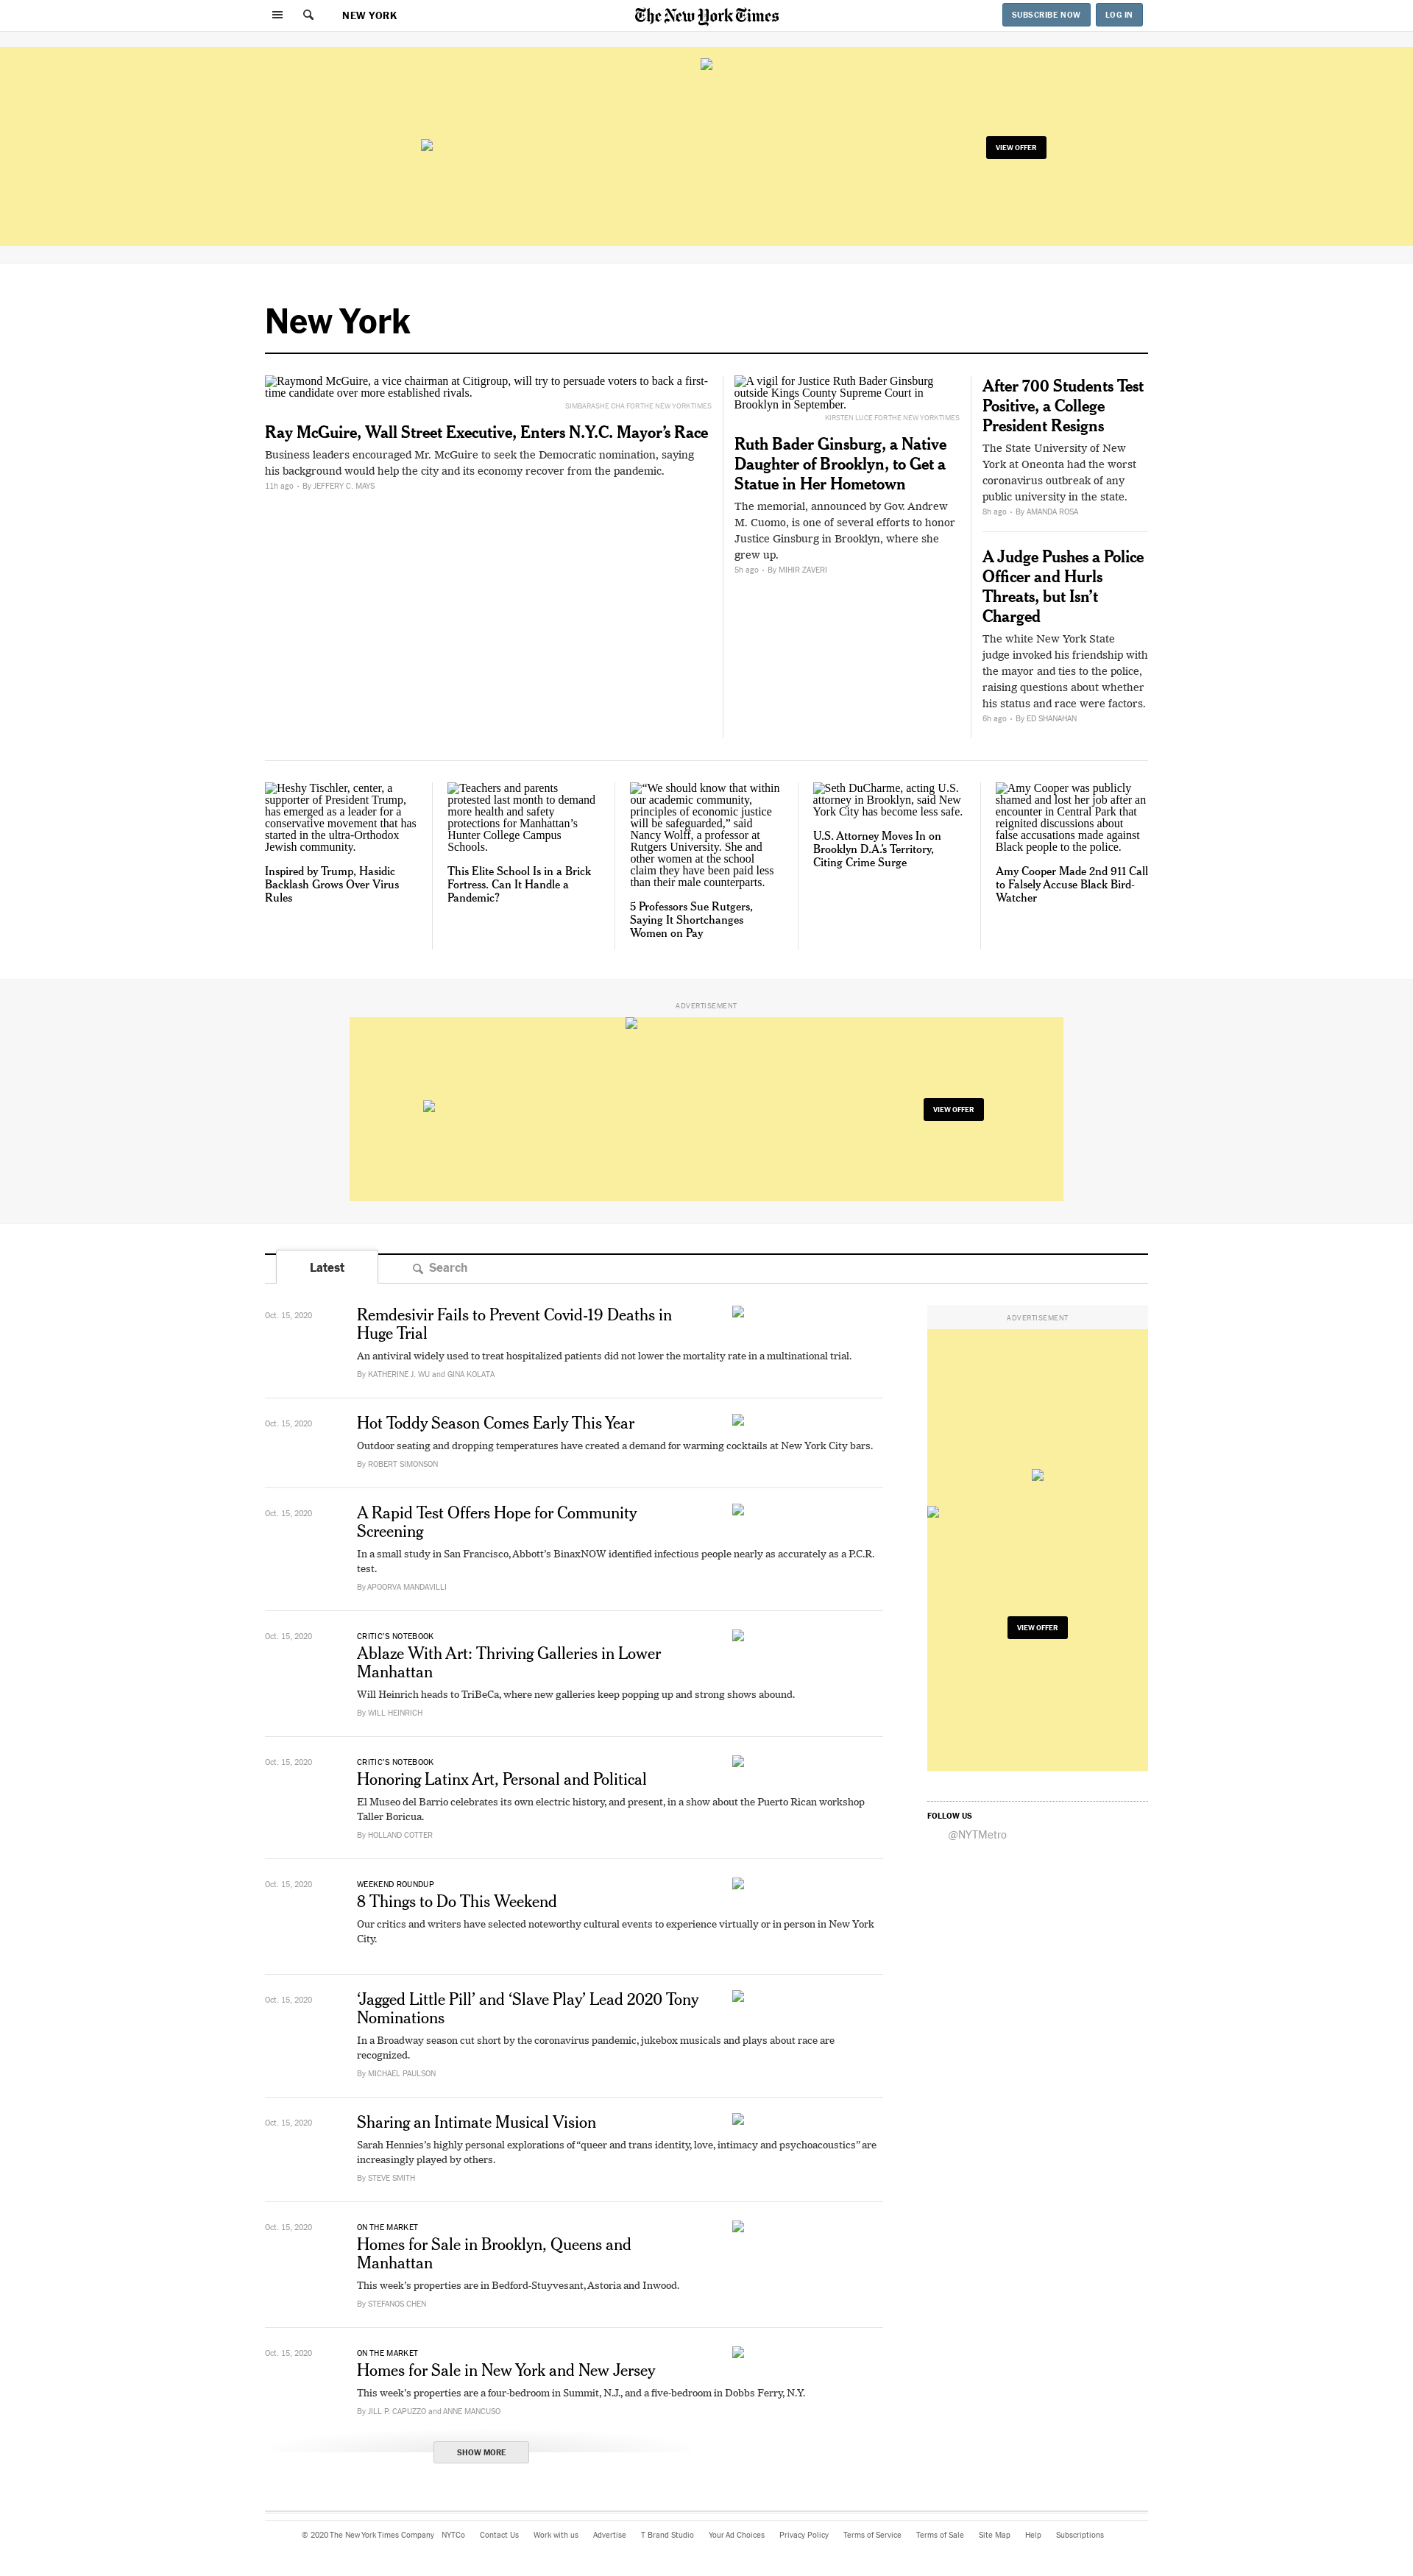 NEW YORK
The New York Times
SUBSCRIBE NOW
LOG IN
VIEW OFFER
New York
Raymond McGuire, a vice chairman at Citigroup, will try to persuade voters to back a first-
time candidate over more established rivals.
SIMBARASHE CHA FOR THE NEW YORK TIMES
Ray McGuire, Wall Street Executive, Enters N.Y.C. Mayor’s Race
Business leaders encouraged Mr. McGuire to seek the Democratic nomination, saying
his background would help the city and its economy recover from the pandemic.
11h ago • By JEFFERY C. MAYS
A vigil for Justice Ruth Bader Ginsburg
outside Kings County Supreme Court in
Brooklyn in September.
KIRSTEN LUCE FOR THE NEW YORK TIMES
Ruth Bader Ginsburg, a Native
Daughter of Brooklyn, to Get a
Statue in Her Hometown
The memorial, announced by Gov. Andrew
M. Cuomo, is one of several efforts to honor
Justice Ginsburg in Brooklyn, where she
grew up.
5h ago • By MIHIR ZAVERI
After 700 Students Test
Positive, a College
President Resigns
The State University of New
York at Oneonta had the worst
coronavirus outbreak of any
public university in the state.
8h ago • By AMANDA ROSA
A Judge Pushes a Police
Officer and Hurls
Threats, but Isn’t
Charged
The white New York State
judge invoked his friendship with
the mayor and ties to the police,
raising questions about whether
his status and race were factors.
6h ago • By ED SHANAHAN
Heshy Tischler, center, a
supporter of President Trump,
has emerged as a leader for a
conservative movement that has
started in the ultra-Orthodox
Jewish community.
Inspired by Trump, Hasidic
Backlash Grows Over Virus
Rules
Teachers and parents
protested last month to demand
more health and safety
protections for Manhattan’s
Hunter College Campus
Schools.
This Elite School Is in a Brick
Fortress. Can It Handle a
Pandemic?
“We should know that within
our academic community,
principles of economic justice
will be safeguarded,” said
Nancy Wolff, a professor at
Rutgers University. She and
other women at the school
claim they have been paid less
than their male counterparts.
5 Professors Sue Rutgers,
Saying It Shortchanges
Women on Pay
Seth DuCharme, acting U.S.
attorney in Brooklyn, said New
York City has become less safe.
U.S. Attorney Moves In on
Brooklyn D.A.’s Territory,
Citing Crime Surge
Amy Cooper was publicly
shamed and lost her job after an
encounter in Central Park that
reignited discussions about
false accusations made against
Black people to the police.
Amy Cooper Made 2nd 911 Call
to Falsely Accuse Black Bird-
Watcher
ADVERTISEMENT
VIEW OFFER
Latest
Search
Oct. 15, 2020
Remdesivir Fails to Prevent Covid-19 Deaths in
Huge Trial
An antiviral widely used to treat hospitalized patients did not lower the mortality rate in a multinational trial.
By KATHERINE J. WU and GINA KOLATA
Oct. 15, 2020
Hot Toddy Season Comes Early This Year
Outdoor seating and dropping temperatures have created a demand for warming cocktails at New York City bars.
By ROBERT SIMONSON
Oct. 15, 2020
A Rapid Test Offers Hope for Community
Screening
In a small study in San Francisco, Abbott’s BinaxNOW identified infectious people nearly as accurately as a P.C.R.
test.
By APOORVA MANDAVILLI
Oct. 15, 2020
CRITIC’S NOTEBOOK
Ablaze With Art: Thriving Galleries in Lower
Manhattan
Will Heinrich heads to TriBeCa, where new galleries keep popping up and strong shows abound.
By WILL HEINRICH
Oct. 15, 2020
CRITIC’S NOTEBOOK
Honoring Latinx Art, Personal and Political
El Museo del Barrio celebrates its own electric history, and present, in a show about the Puerto Rican workshop
Taller Boricua.
By HOLLAND COTTER
Oct. 15, 2020
WEEKEND ROUNDUP
8 Things to Do This Weekend
Our critics and writers have selected noteworthy cultural events to experience virtually or in person in New York
City.
Oct. 15, 2020
‘Jagged Little Pill’ and ‘Slave Play’ Lead 2020 Tony
Nominations
In a Broadway season cut short by the coronavirus pandemic, jukebox musicals and plays about race are
recognized.
By MICHAEL PAULSON
Oct. 15, 2020
Sharing an Intimate Musical Vision
Sarah Hennies’s highly personal explorations of “queer and trans identity, love, intimacy and psychoacoustics” are
increasingly played by others.
By STEVE SMITH
Oct. 15, 2020
ON THE MARKET
Homes for Sale in Brooklyn, Queens and
Manhattan
This week’s properties are in Bedford-Stuyvesant, Astoria and Inwood.
By STEFANOS CHEN
Oct. 15, 2020
ON THE MARKET
Homes for Sale in New York and New Jersey
This week’s properties are a four-bedroom in Summit, N.J., and a five-bedroom in Dobbs Ferry, N.Y.
By JILL P. CAPUZZO and ANNE MANCUSO
SHOW MORE
ADVERTISEMENT
VIEW OFFER
FOLLOW US
@NYTMetro
© 2020 The New York Times Company NYTCo Contact Us Work with us Advertise T Brand Studio Your Ad Choices Privacy Policy Terms of Service Terms of Sale Site Map Help Subscriptions